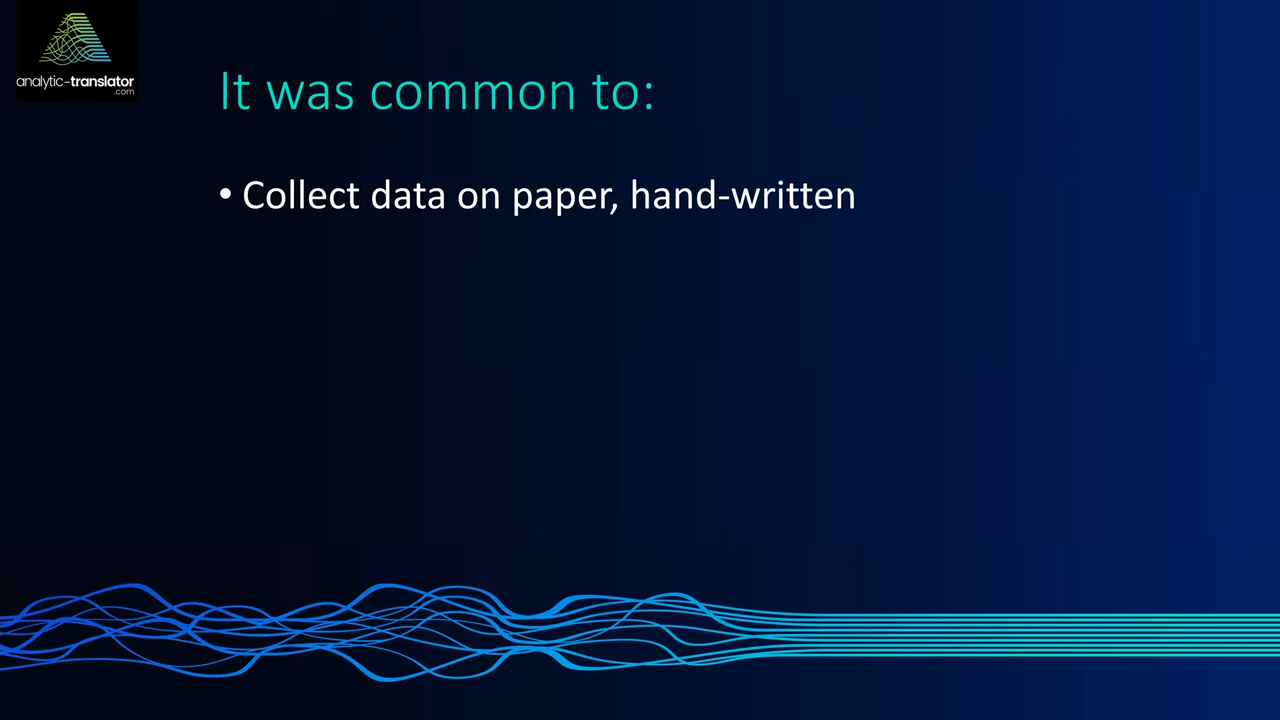 analytic-translator
.com
It was common to:
• Collect data on paper, hand-written